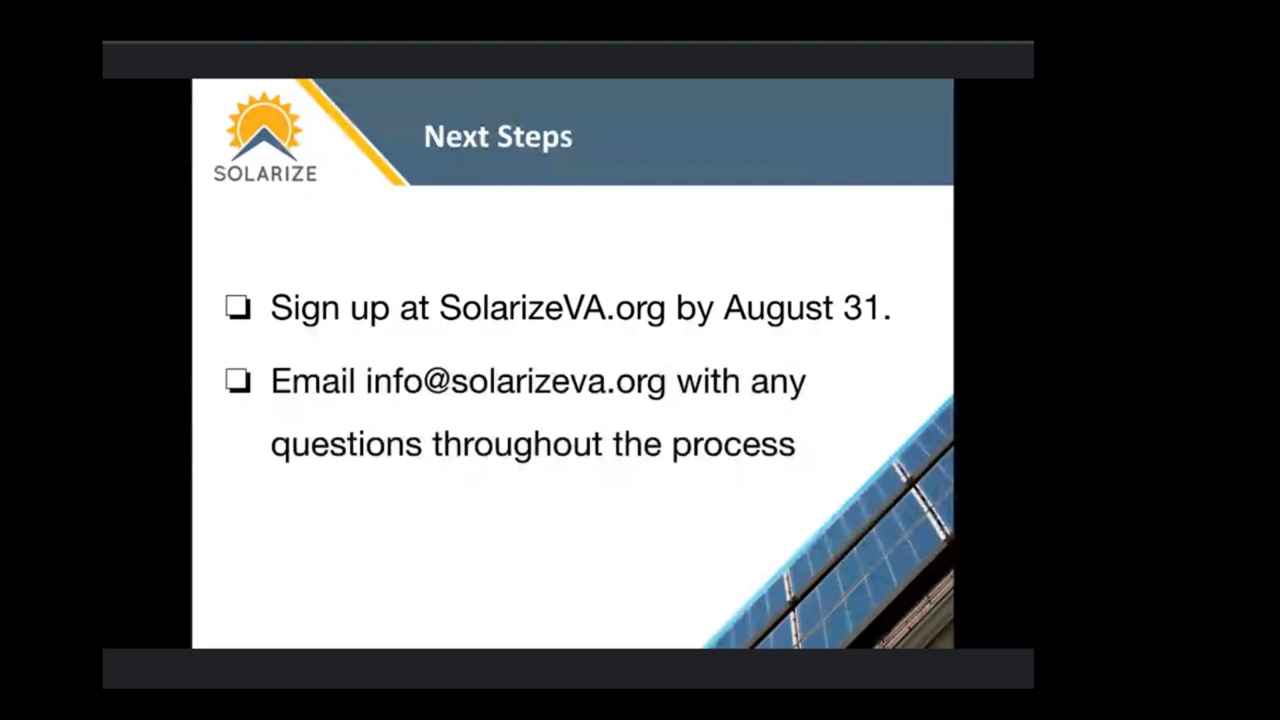 SOLARIZE
Next Steps
❏ Sign up at SolarizeVA.org by August 31.
❏ Email info@solarizeva.org with any
questions throughout the process